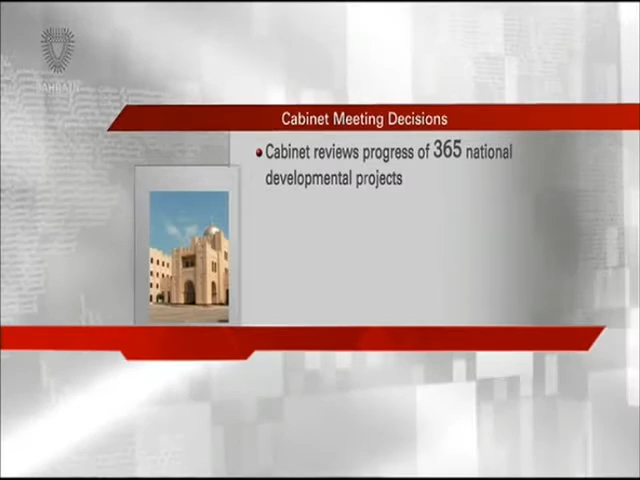 BAHRAIN
Cabinet Meeting Decisions
Cabinet reviews progress of 365 national
developmental projects